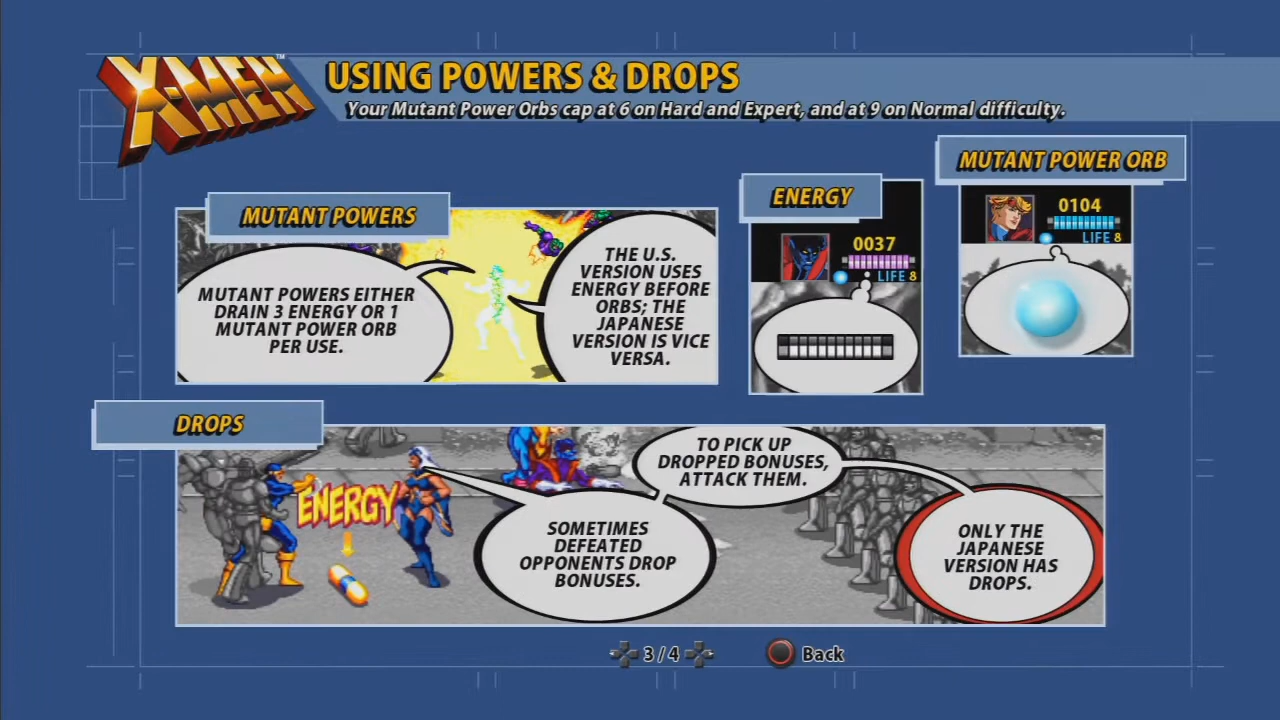 X-MEN™
USING POWERS & DROPS
Your Mutant Power Orbs cap at 6 on Hard and Expert, and at 9 on Normal difficulty.
MUTANT POWERS
MUTANT POWERS EITHER
DRAIN 3 ENERGY OR 1
MUTANT POWER ORB
PER USE.
THE U.S.
VERSION USES
ENERGY BEFORE
ORBS; THE
JAPANESE
VERSION IS VICE
VERSA.
ENERGY
0037
LIFE 8
MUTANT POWER ORB
0104
LIFE 8
DROPS
ENERGY
SOMETIMES
DEFEATED
OPPONENTS DROP
BONUSES.
TO PICK UP
DROPPED BONUSES,
ATTACK THEM.
ONLY THE
JAPANESE
VERSION HAS
DROPS.
3 / 4
Back